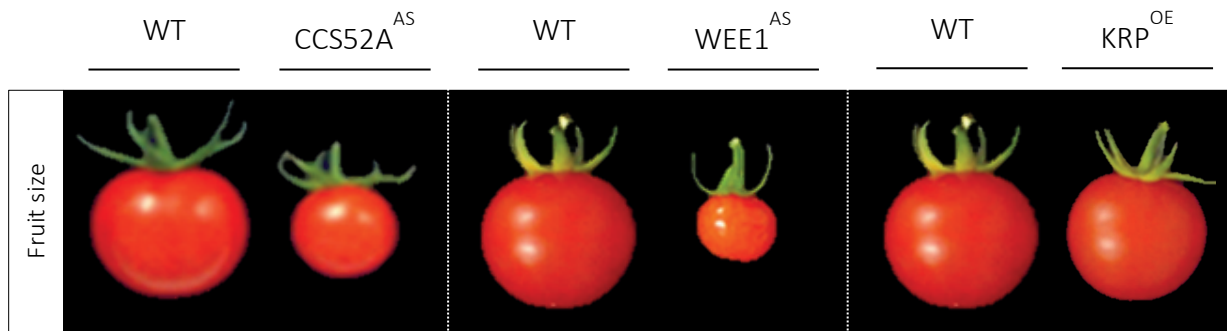 WT
CCS52A^AS
WT
WEE1^AS
WT
KRP^OE
Fruit size